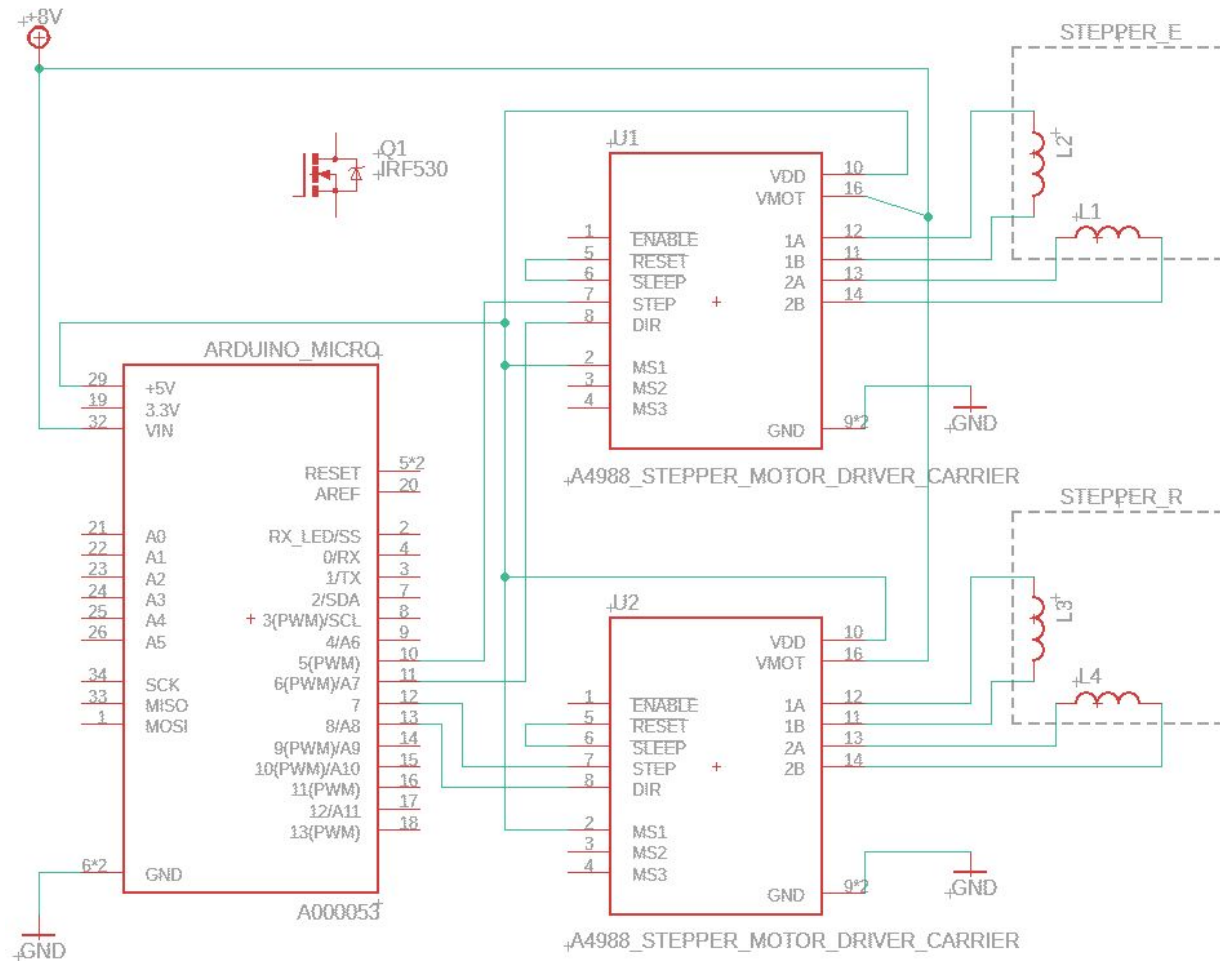 +8V
STEPPER_E
Q1
IRF530
U1
L2
L1
VDD 10
VMOT 16
1 ENABLE
5 RESET
6 SLEEP
7 STEP
8 DIR
2 MS1
3 MS2
4 MS3
1A 12
1B 11
2A 13
2B 14
GND 9*2
GND
A4988_STEPPER_MOTOR_DRIVER_CARRIER
ARDUINO_MICRO
29 +5V
19 3.3V
32 VIN
RESET 5*2
AREF 20
21 A0
22 A1
23 A2
24 A3
25 A4
26 A5
34 SCK
33 MISO
1 MOSI
RX_LED/SS 2
0/RX 4
1/TX 3
2/SDA 7
3(PWM)/SCL 8
4/A6 9
5(PWM) 10
6(PWM)/A7 11
7 12
8/A8 13
9(PWM)/A9 14
10(PWM)/A10 15
11(PWM) 16
12/A11 17
13(PWM) 18
6*2 GND
A000053
GND
STEPPER_R
U2
L3
L4
VDD 10
VMOT 16
1 ENABLE
5 RESET
6 SLEEP
7 STEP
8 DIR
2 MS1
3 MS2
4 MS3
1A 12
1B 11
2A 13
2B 14
GND 9*2
GND
A4988_STEPPER_MOTOR_DRIVER_CARRIER